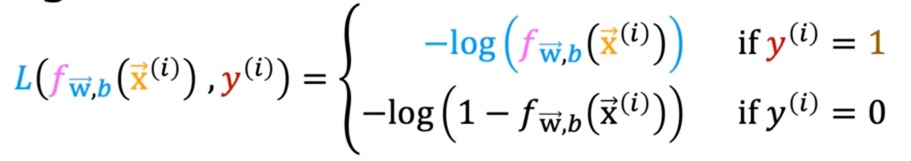 −log(f_w⃗,b(x⃗^(i))) if y^(i) = 1
L(f_w⃗,b(x⃗^(i)), y^(i)) = {
−log(1 − f_w⃗,b(x⃗^(i))) if y^(i) = 0